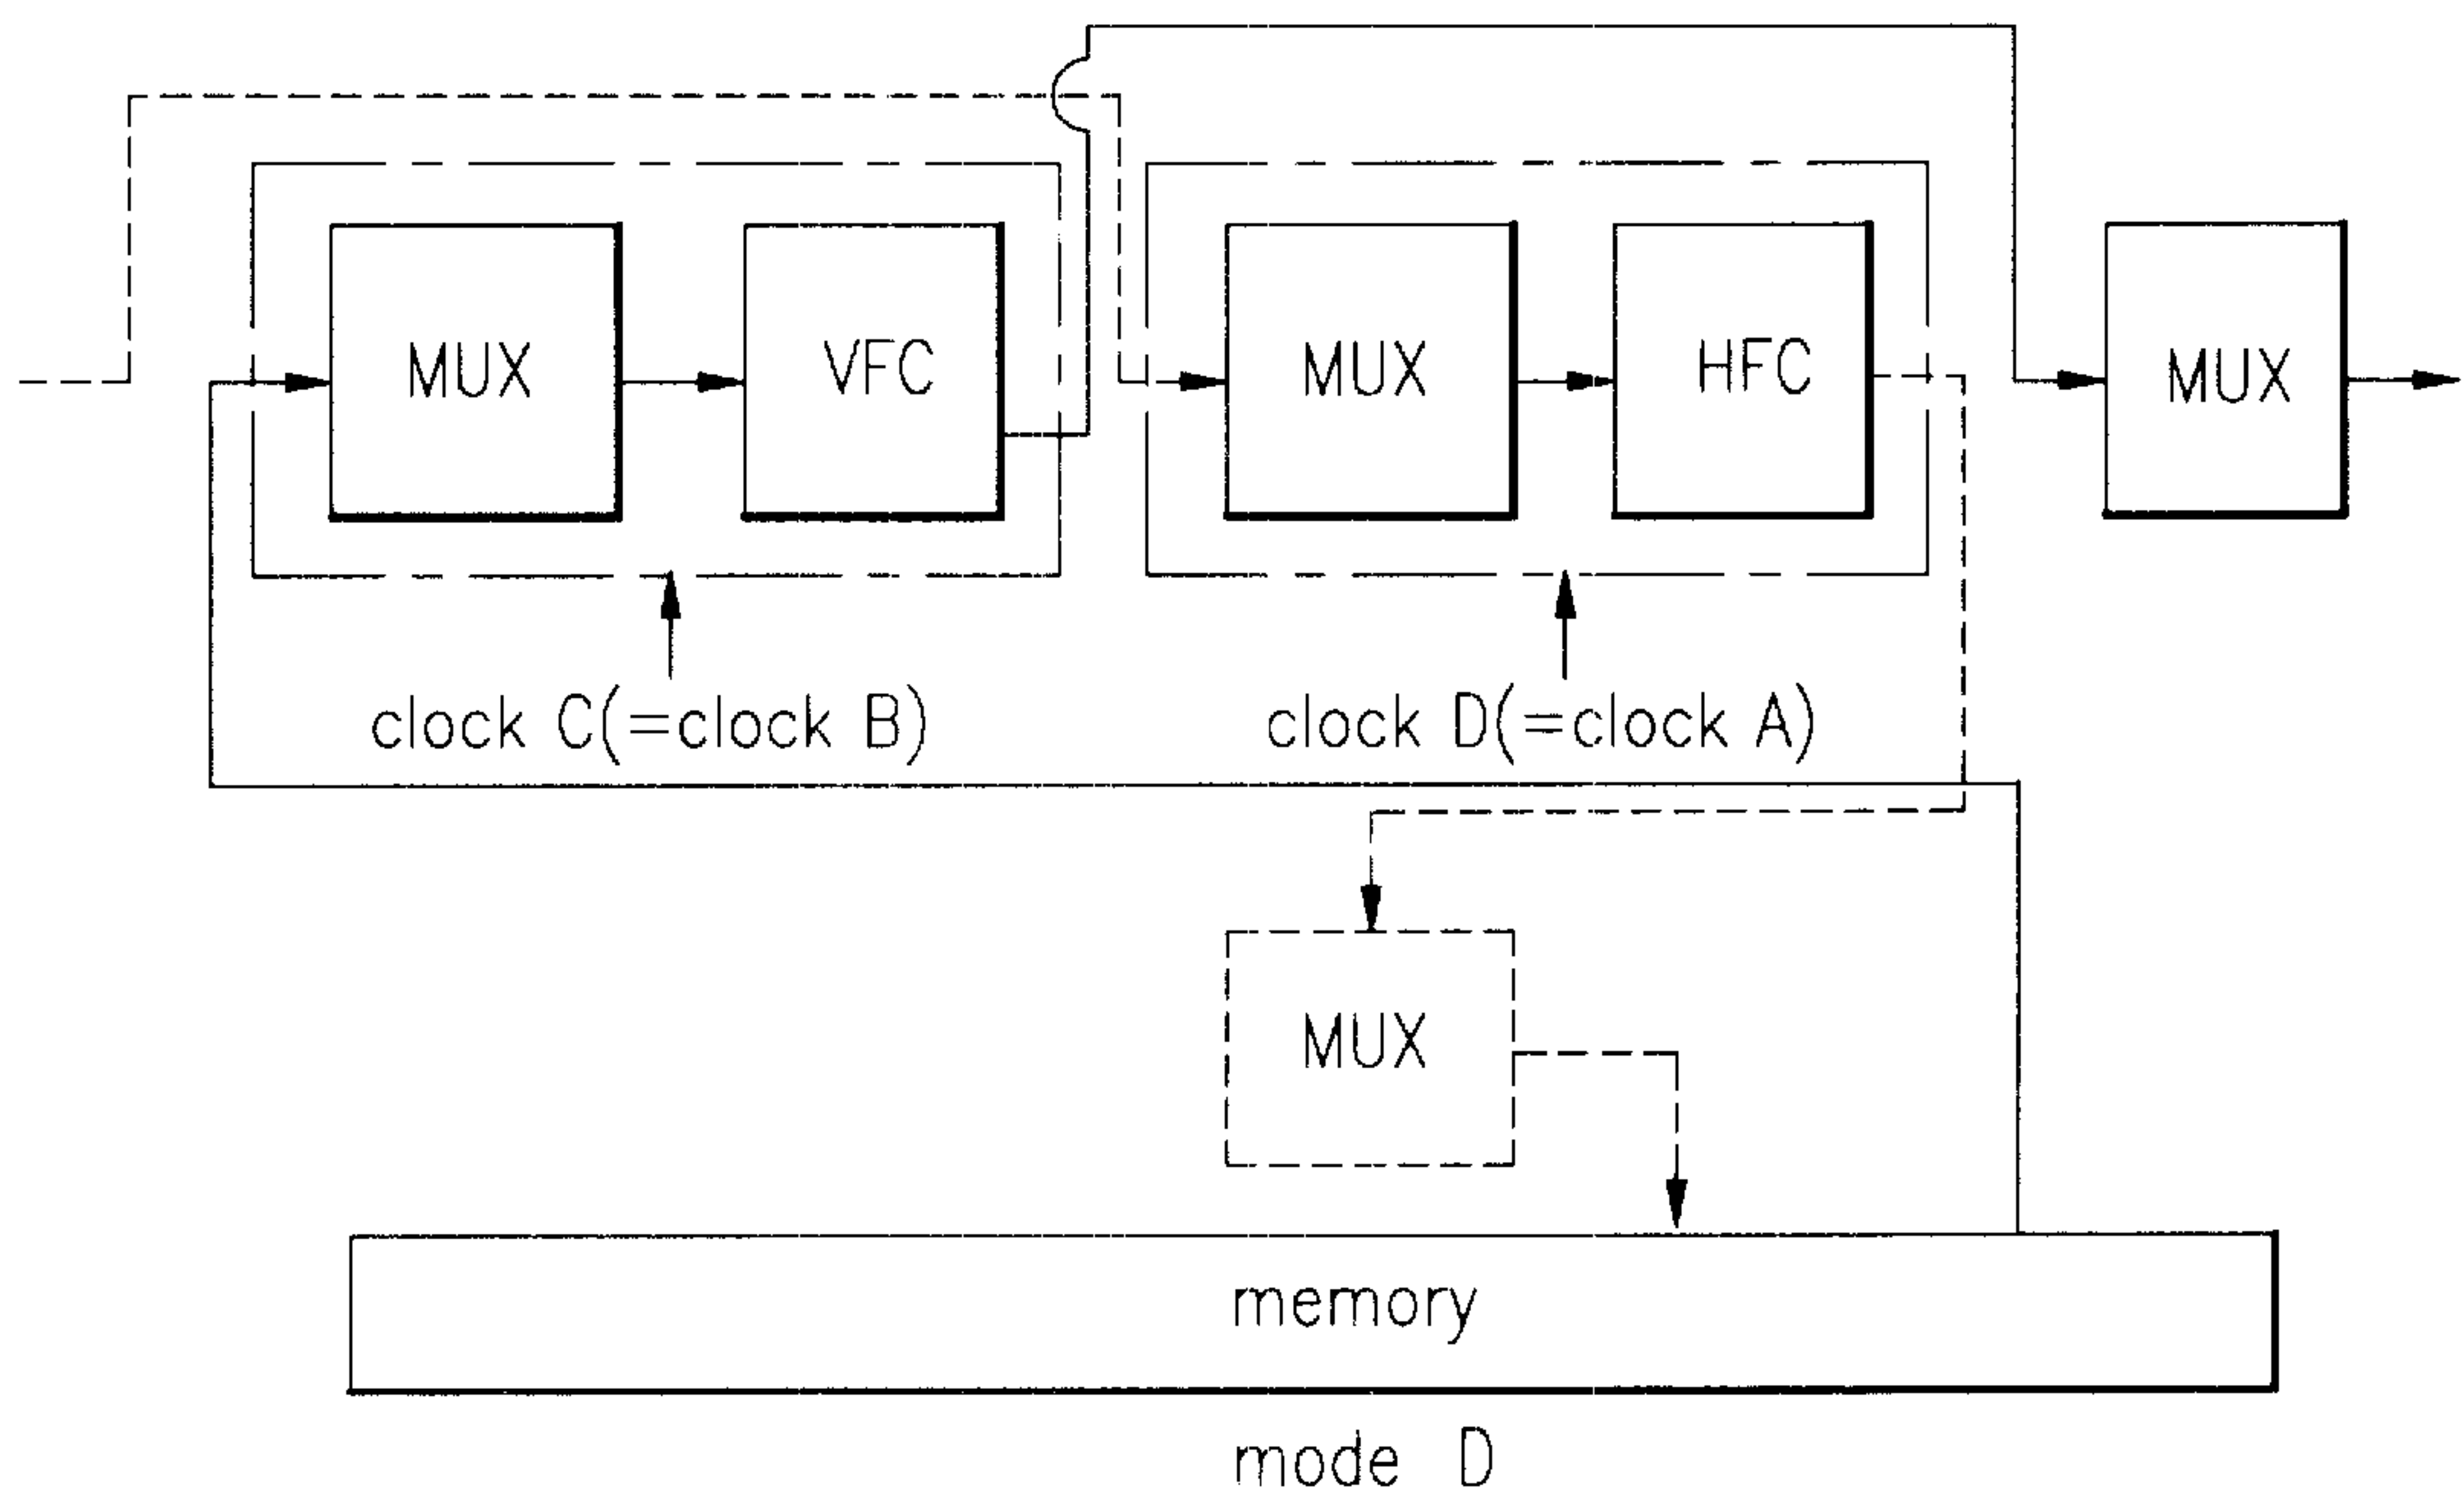 MUX
VFC
MUX
HFC
MUX
clock C(=clock B)
clock D(=clock A)
MUX
memory
mode D